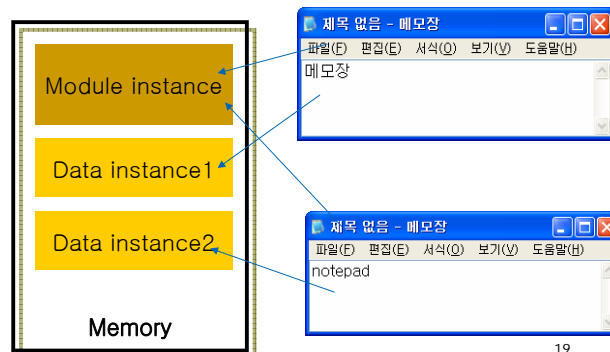 Module instance
Data instance1
Data instance2
Memory
제목 없음 - 메모장
파일(F) 편집(E) 서식(O) 보기(V) 도움말(H)
메모장
제목 없음 - 메모장
파일(F) 편집(E) 서식(O) 보기(V) 도움말(H)
notepad
19